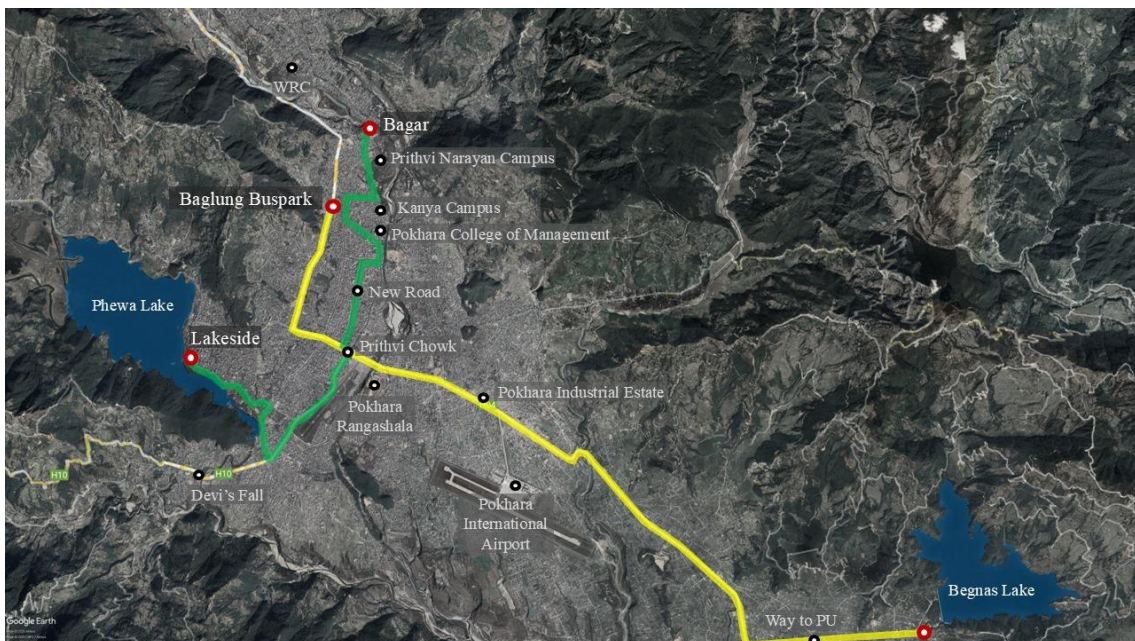 WRC
Bagar
Prithvi Narayan Campus
Baglung Buspark
Kanya Campus
Pokhara College of Management
New Road
Phewa Lake
Lakeside
Prithvi Chowk
Pokhara
Rangashala
Pokhara Industrial Estate
H10
H10
Devi's Fall
Pokhara
International
Airport
Begnas Lake
Way to PU
Google Earth